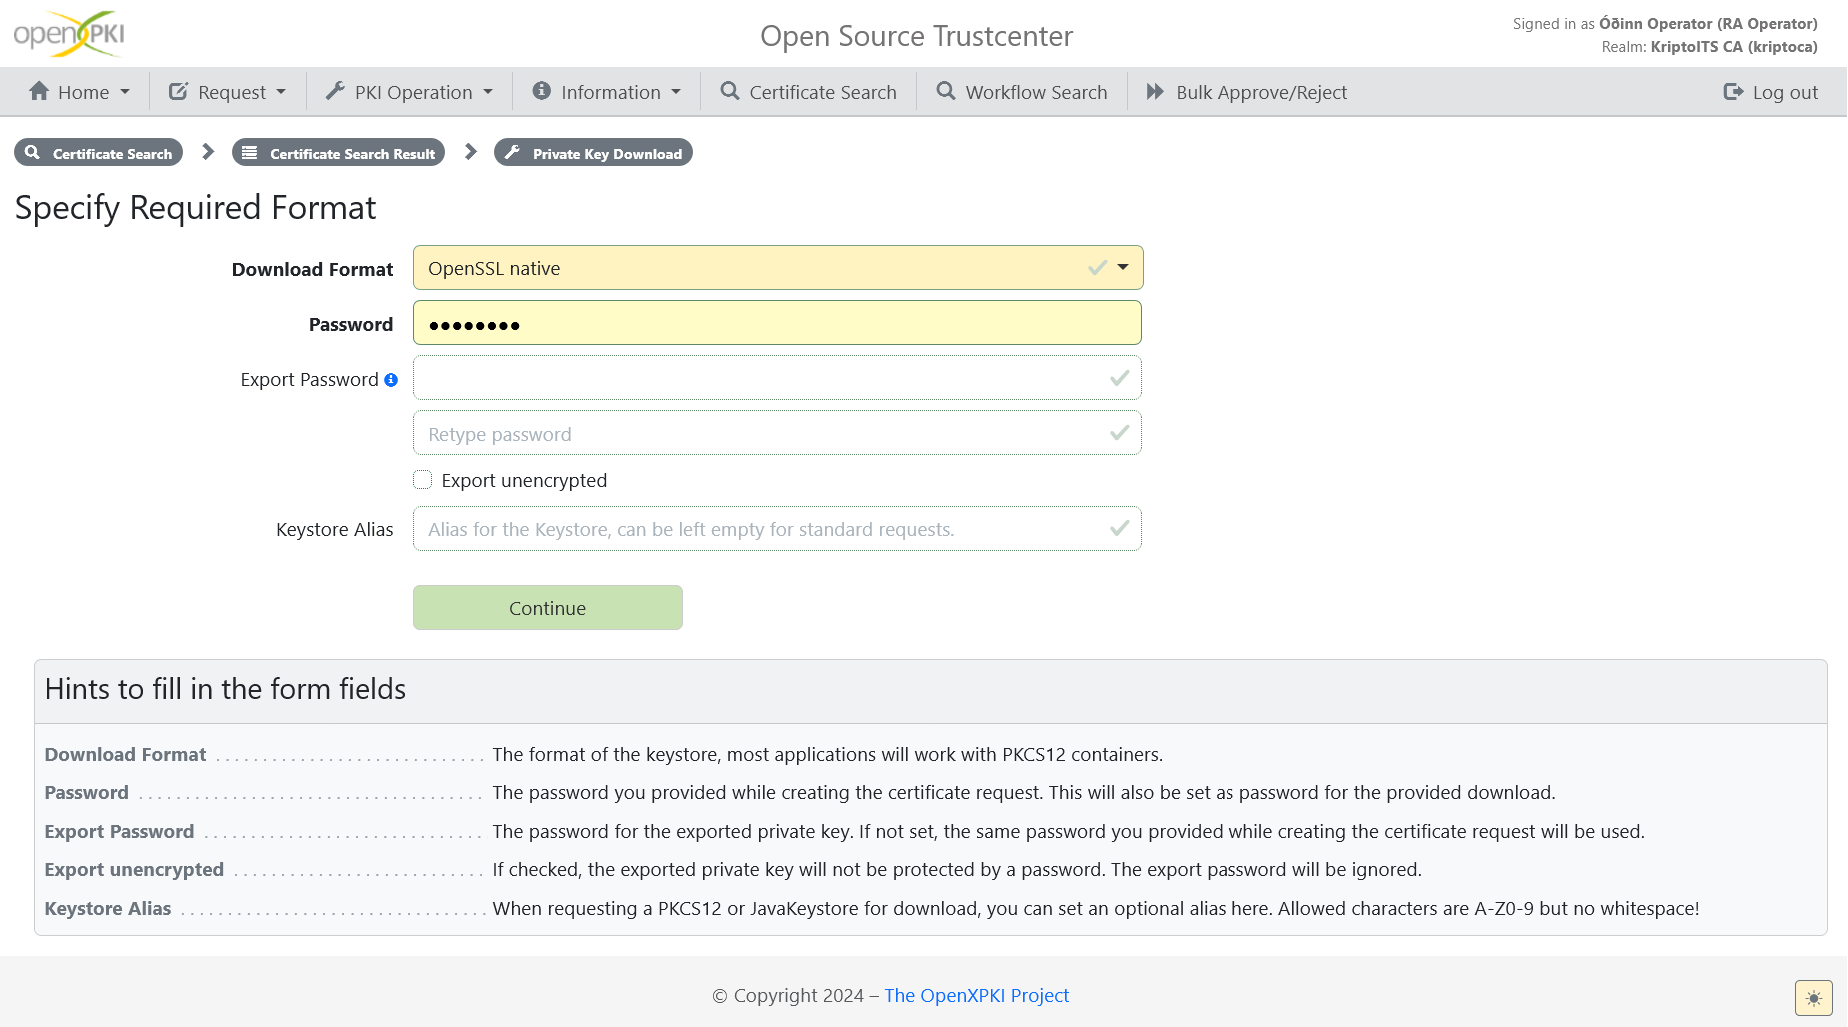 openXPKI
Open Source Trustcenter
Signed in as Óðinn Operator (RA Operator)
Realm: KriptoITS CA (kriptoca)
Home
Request
PKI Operation
Information
Certificate Search
Workflow Search
Bulk Approve/Reject
Log out
Certificate Search
Certificate Search Result
Private Key Download
Specify Required Format
Download Format
OpenSSL native
Password
••••••••
Export Password
Retype password
Export unencrypted
Keystore Alias
Alias for the Keystore, can be left empty for standard requests.
Continue
Hints to fill in the form fields
Download Format The format of the keystore, most applications will work with PKCS12 containers.
Password The password you provided while creating the certificate request. This will also be set as password for the provided download.
Export Password The password for the exported private key. If not set, the same password you provided while creating the certificate request will be used.
Export unencrypted If checked, the exported private key will not be protected by a password. The export password will be ignored.
Keystore Alias When requesting a PKCS12 or JavaKeystore for download, you can set an optional alias here. Allowed characters are A-Z0-9 but no whitespace!
© Copyright 2024 – The OpenXPKI Project